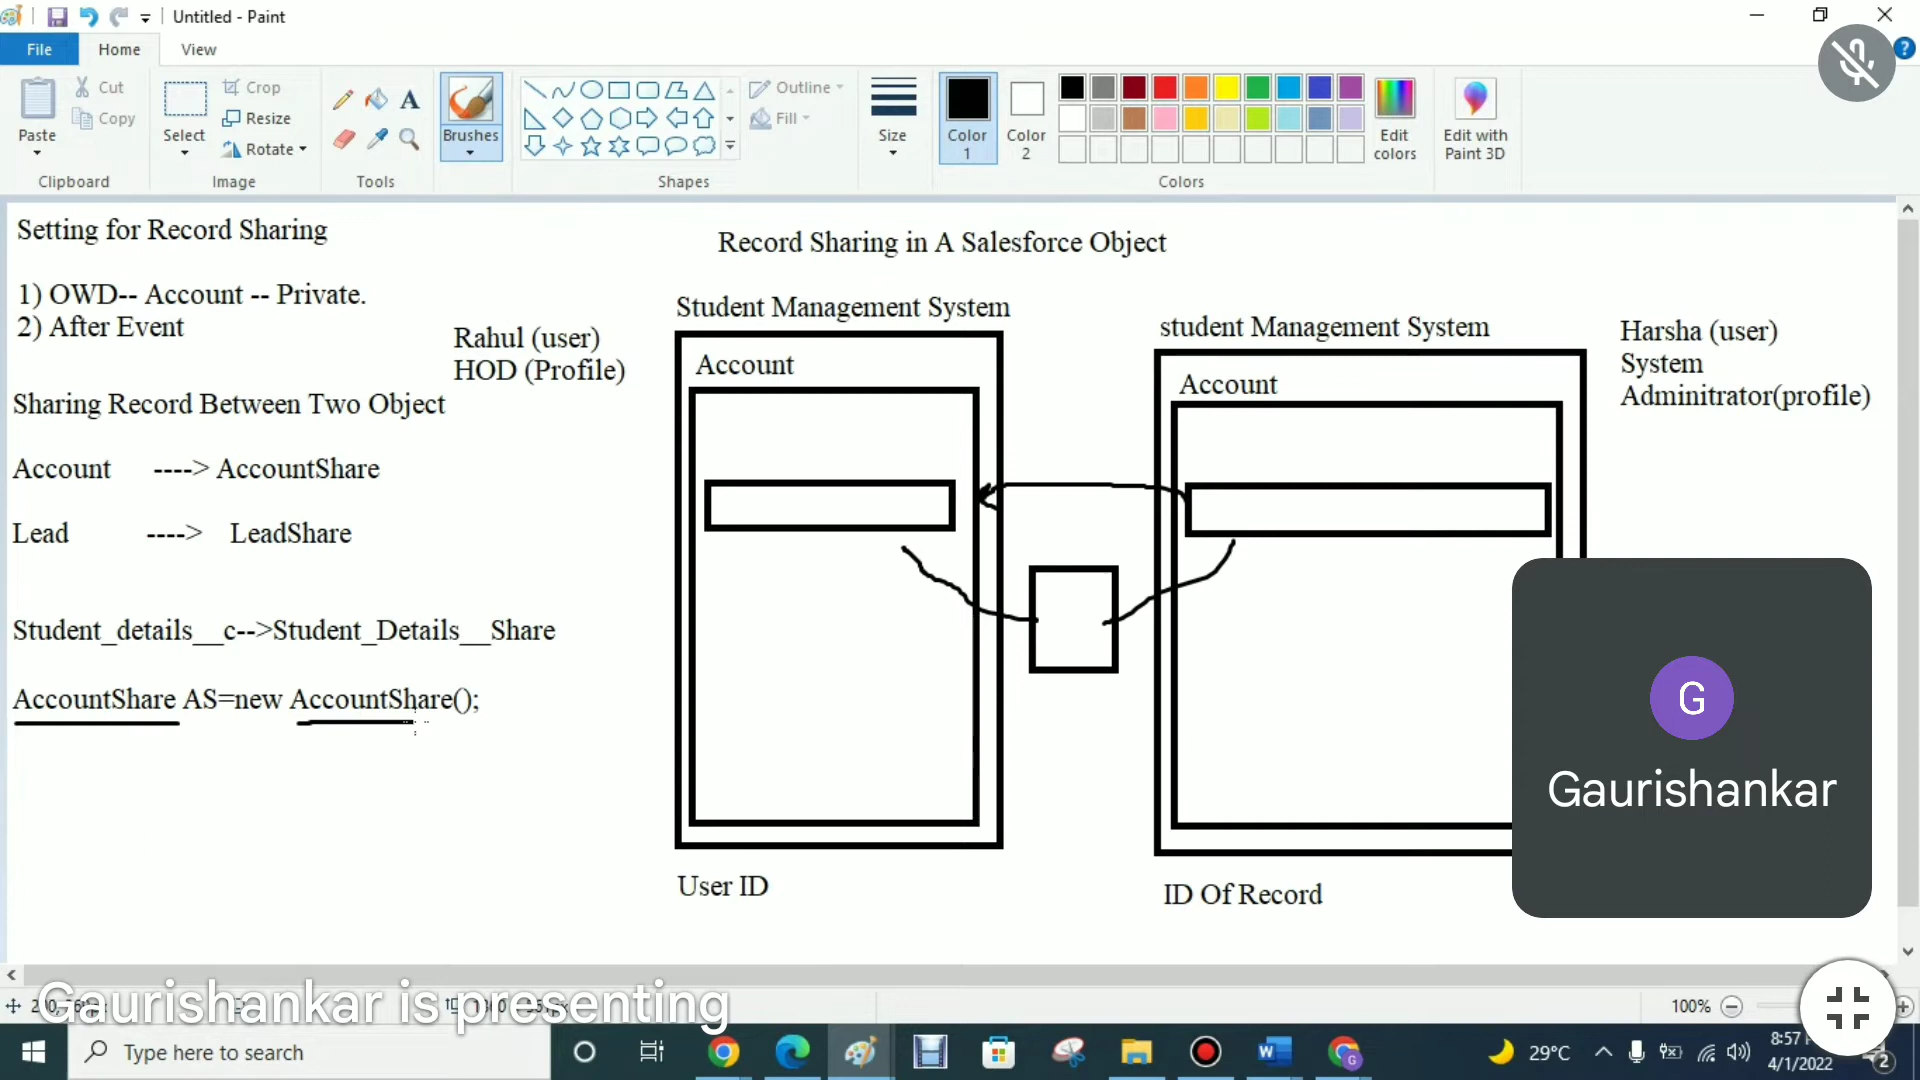 Untitled - Paint
File
Home
View
Paste
Cut
Copy
Clipboard
Select
Crop
Resize
Rotate
Image
Tools
Brushes
Shapes
Outline
Fill
Size
Color 1
Color 2
Edit colors
Edit with Paint 3D
Colors
Setting for Record Sharing
1) OWD-- Account -- Private.
2) After Event
Sharing Record Between Two Object
Account ----> AccountShare
Lead ----> LeadShare
Student_details__c-->Student_Details__Share
AccountShare AS=new AccountShare();
Rahul (user)
HOD (Profile)
Record Sharing in A Salesforce Object
Student Management System
Account
User ID
student Management System
Account
ID Of Record
Harsha (user)
System
Adminitrator(profile)
G
Gaurishankar
Gaurishankar is presenting
100%
Type here to search
29°C
8:57
4/1/2022
2